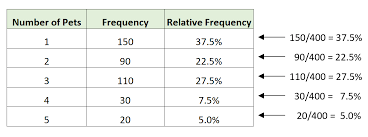 Number of Pets Frequency Relative Frequency
1 150 37.5% 150/400 = 37.5%
2 90 22.5% 90/400 = 22.5%
3 110 27.5% 110/400 = 27.5%
4 30 7.5% 30/400 = 7.5%
5 20 5.0% 20/400 = 5.0%